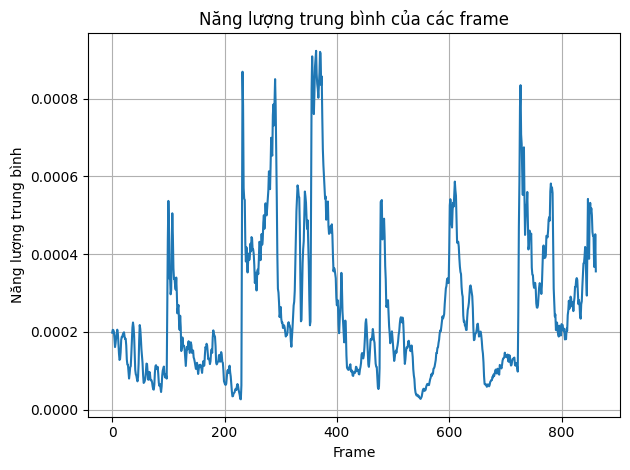 Năng lượng trung bình của các frame
Năng lượng trung bình
0.0008
0.0006
0.0004
0.0002
0.0000
0 200 400 600 800
Frame